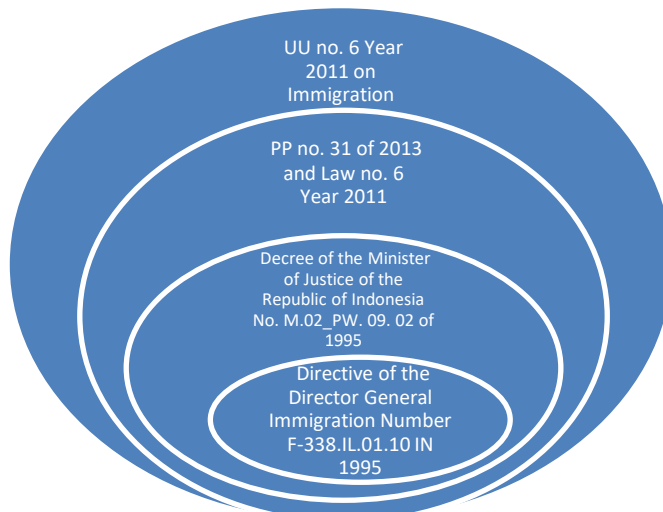 UU no. 6 Year
2011 on
Immigration
PP no. 31 of 2013
and Law no. 6
Year 2011
Decree of the Minister
of Justice of the
Republic of Indonesia
No. M.02_PW. 09. 02 of
1995
Directive of the
Director General
Immigration Number
F-338.IL.01.10 IN
1995